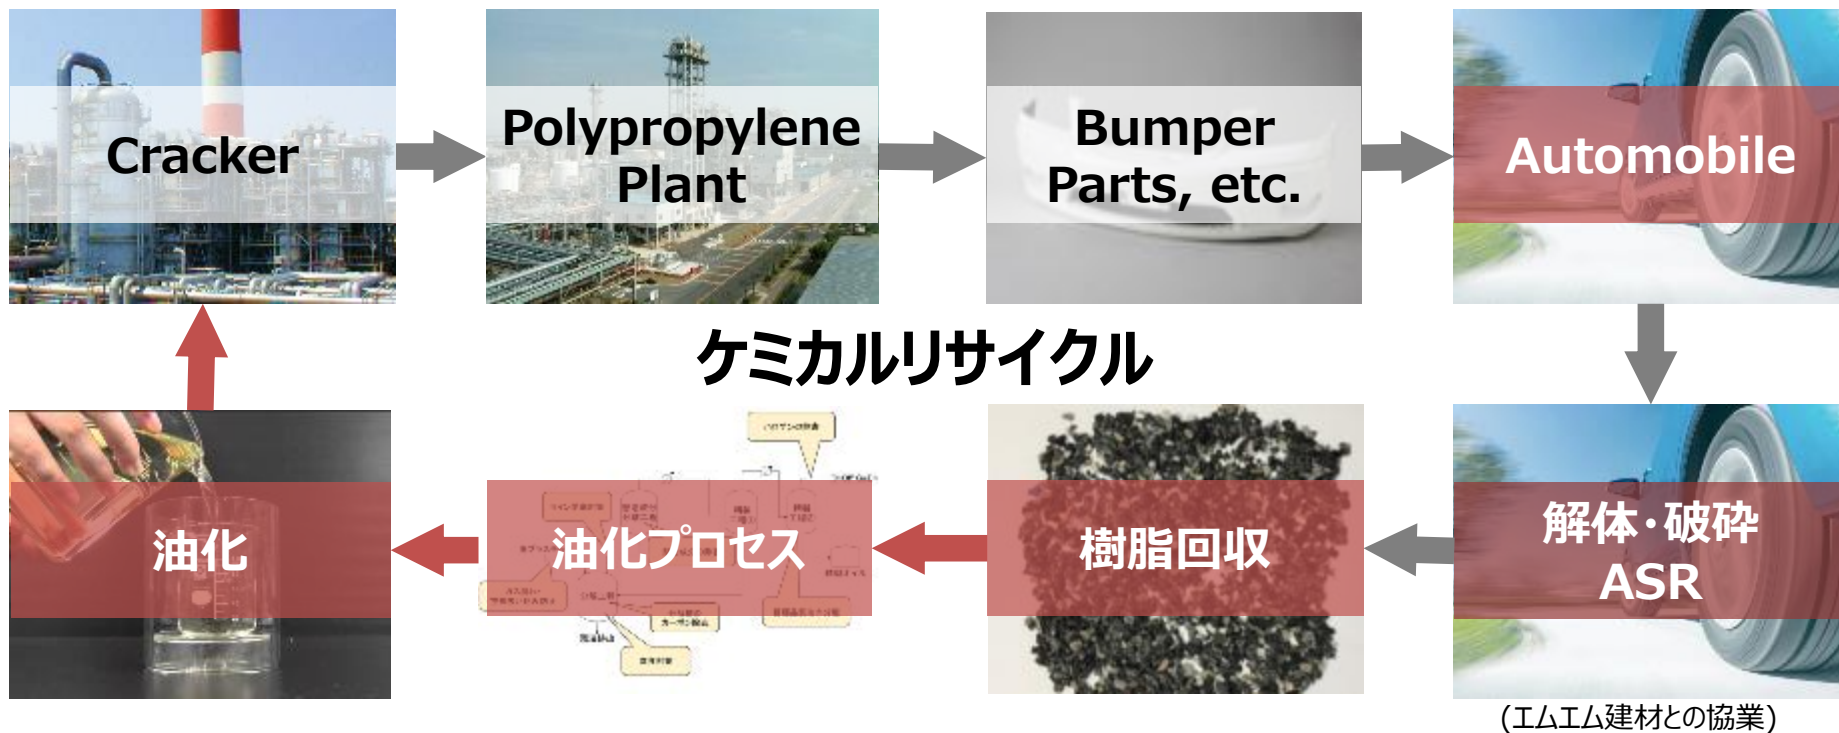 Cracker
Polypropylene
Plant
Bumper
Parts, etc.
Automobile
ケミカルリサイクル
油化
油化プロセス
樹脂回収
解体・破砕
ASR
(エムエム建材との協業)